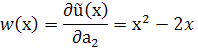 w(x) = ∂ũ(x)/∂a₂ = x² − 2x